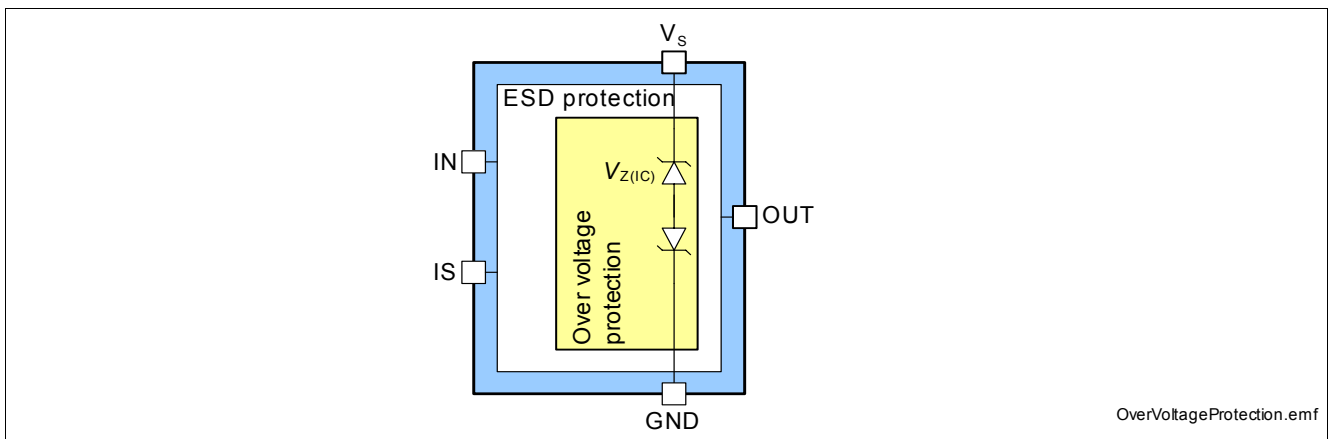 VS
ESD protection
IN
VZ(IC)
OUT
IS
Over voltage
protection
GND
OverVoltageProtection.emf